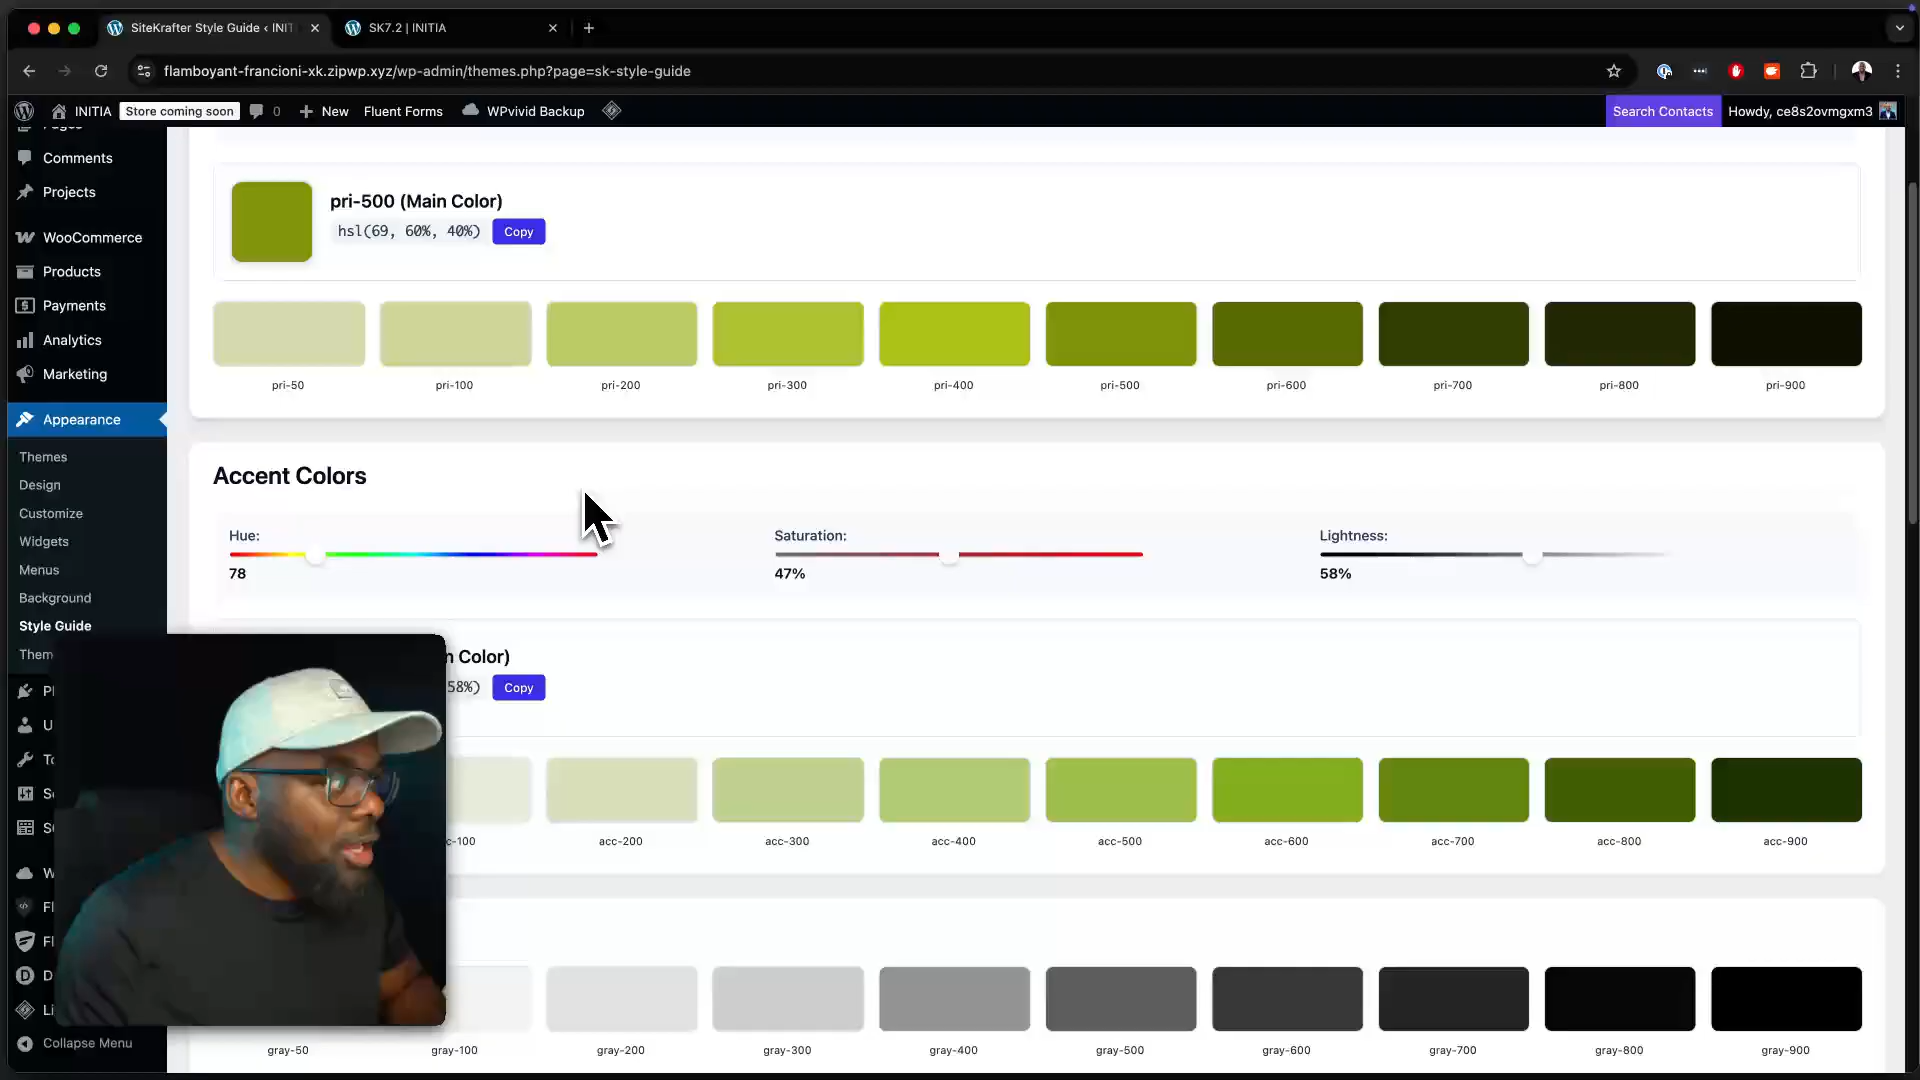 SiteKrafter Style Guide ‹ INIT
SK7.2 | INITIA
flamboyant-francioni-xk.zipwp.xyz/wp-admin/themes.php?page=sk-style-guide
INITIA
Store coming soon
0
New
Fluent Forms
WPvivid Backup
Search Contacts
Howdy, ce8s2ovmgxm3
Comments
Projects
WooCommerce
Products
Payments
Analytics
Marketing
Appearance
Themes
Design
Customize
Widgets
Menus
Background
Style Guide
Them
Collapse Menu
pri-500 (Main Color)
hsl(69, 60%, 40%)
Copy
pri-50
pri-100
pri-200
pri-300
pri-400
pri-500
pri-600
pri-700
pri-800
pri-900
Accent Colors
Hue:
78
Saturation:
47%
Lightness:
58%
n Color)
58%)
Copy
c-100
acc-200
acc-300
acc-400
acc-500
acc-600
acc-700
acc-800
acc-900
gray-50
gray-100
gray-200
gray-300
gray-400
gray-500
gray-600
gray-700
gray-800
gray-900